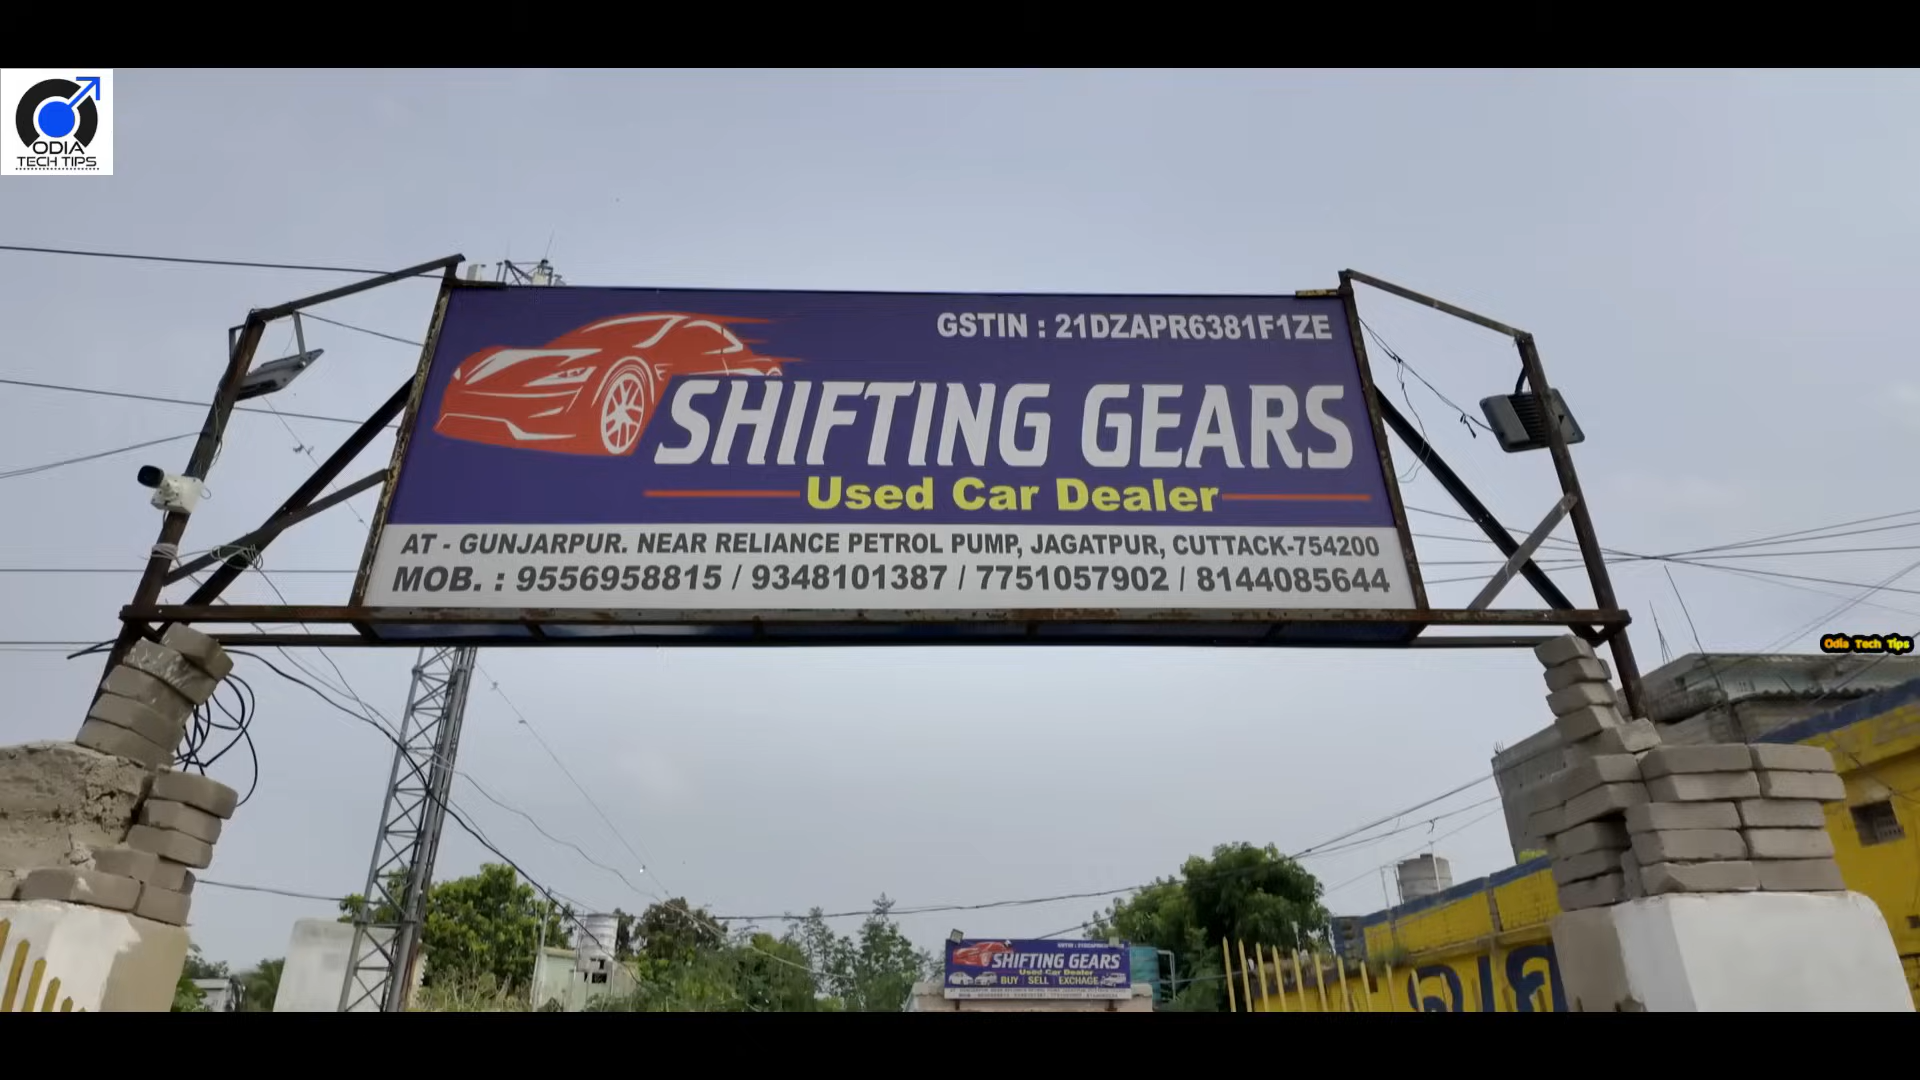 ODIA
TECH TIPS
GSTIN : 21DZAPR6381F1ZE
SHIFTING GEARS
Used Car Dealer
AT - GUNJARPUR. NEAR RELIANCE PETROL PUMP, JAGATPUR, CUTTACK-754200
MOB. : 9556958815 / 9348101387 / 7751057902 / 8144085644
Odia Tech Tips
SHIFTING GEARS
Used Car Dealer
BUY SELL EXCHAGE